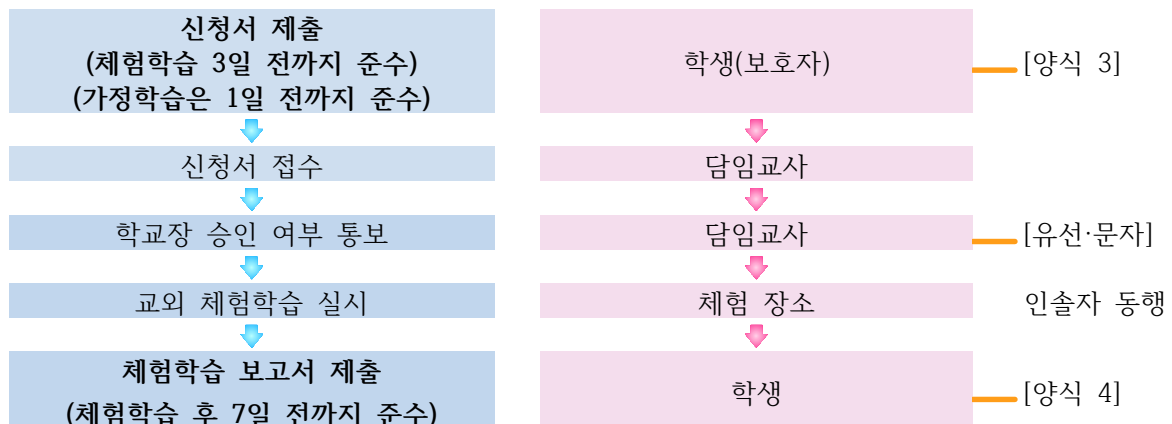 신청서 제출
(체험학습 3일 전까지 준수)
(가정학습은 1일 전까지 준수)
학생(보호자)
[양식 3]
신청서 접수
담임교사
학교장 승인 여부 통보
담임교사
[유선·문자]
교외 체험학습 실시
체험 장소
인솔자 동행
체험학습 보고서 제출
(체험학습 후 7일 전까지 준수)
학생
[양식 4]